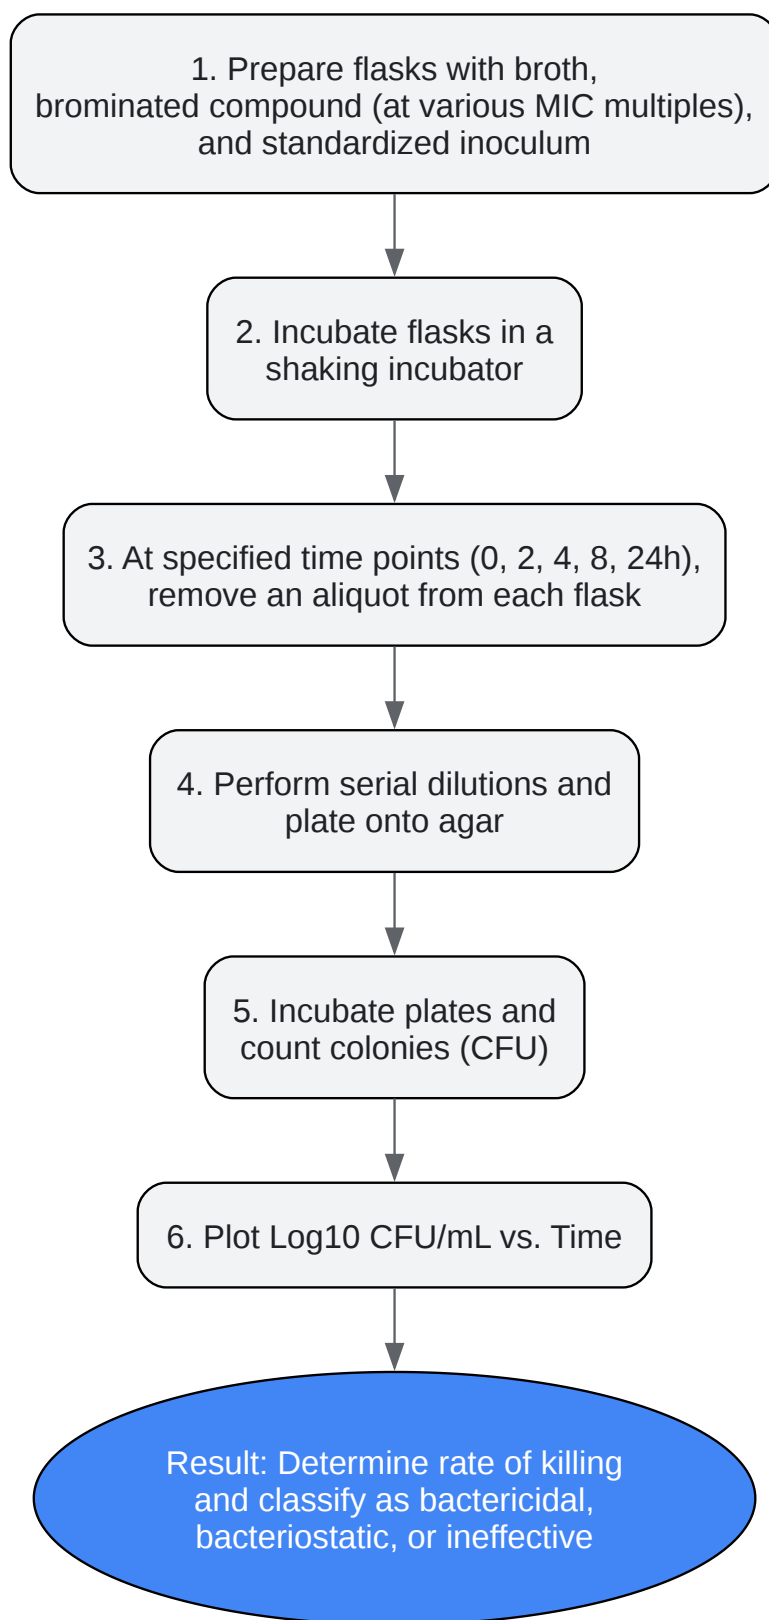 1. Prepare flasks with broth,
brominated compound (at various MIC multiples),
and standardized inoculum
2. Incubate flasks in a
shaking incubator
3. At specified time points (0, 2, 4, 8, 24h),
remove an aliquot from each flask
4. Perform serial dilutions and
plate onto agar
5. Incubate plates and
count colonies (CFU)
6. Plot Log10 CFU/mL vs. Time
Result: Determine rate of killing
and classify as bactericidal,
bacteriostatic, or ineffective